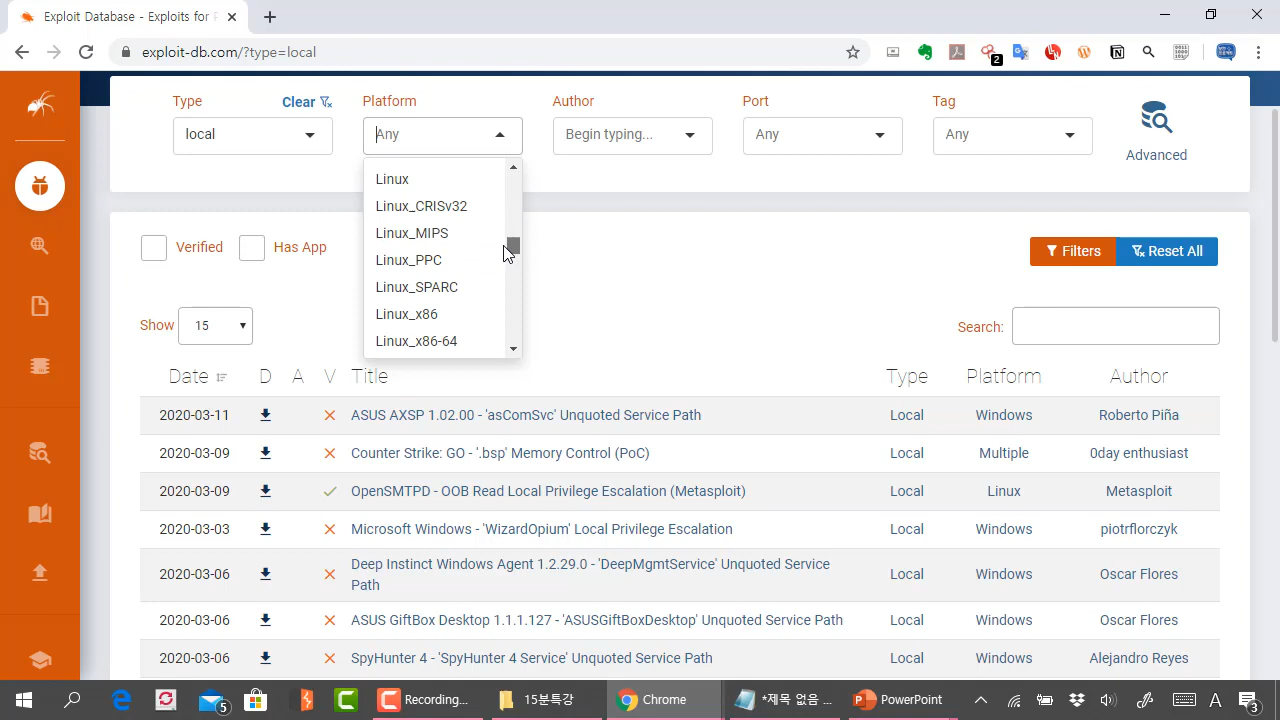 Exploit Database - Exploits for P
exploit-db.com/?type=local
2
Type Clear Platform Author Port Tag
local Any Begin typing... Any Any
Advanced
Linux
Linux_CRISv32
Linux_MIPS
Linux_PPC
Linux_SPARC
Linux_x86
Linux_x86-64
Verified Has App Filters Reset All
Show 15 Search:
Date D A V Title Type Platform Author
2020-03-11 ASUS AXSP 1.02.00 - 'asComSvc' Unquoted Service Path Local Windows Roberto Piña
2020-03-09 Counter Strike: GO - '.bsp' Memory Control (PoC) Local Multiple 0day enthusiast
2020-03-09 OpenSMTPD - OOB Read Local Privilege Escalation (Metasploit) Local Linux Metasploit
2020-03-03 Microsoft Windows - 'WizardOpium' Local Privilege Escalation Local Windows piotrflorczyk
2020-03-06 Deep Instinct Windows Agent 1.2.29.0 - 'DeepMgmtService' Unquoted Service Local Windows Oscar Flores
Path
2020-03-06 ASUS GiftBox Desktop 1.1.1.127 - 'ASUSGiftBoxDesktop' Unquoted Service Path Local Windows Oscar Flores
2020-03-06 SpyHunter 4 - 'SpyHunter 4 Service' Unquoted Service Path Local Windows Alejandro Reyes
5 Recording... 15분특강 Chrome *제목 없음 ... PowerPoint A 3